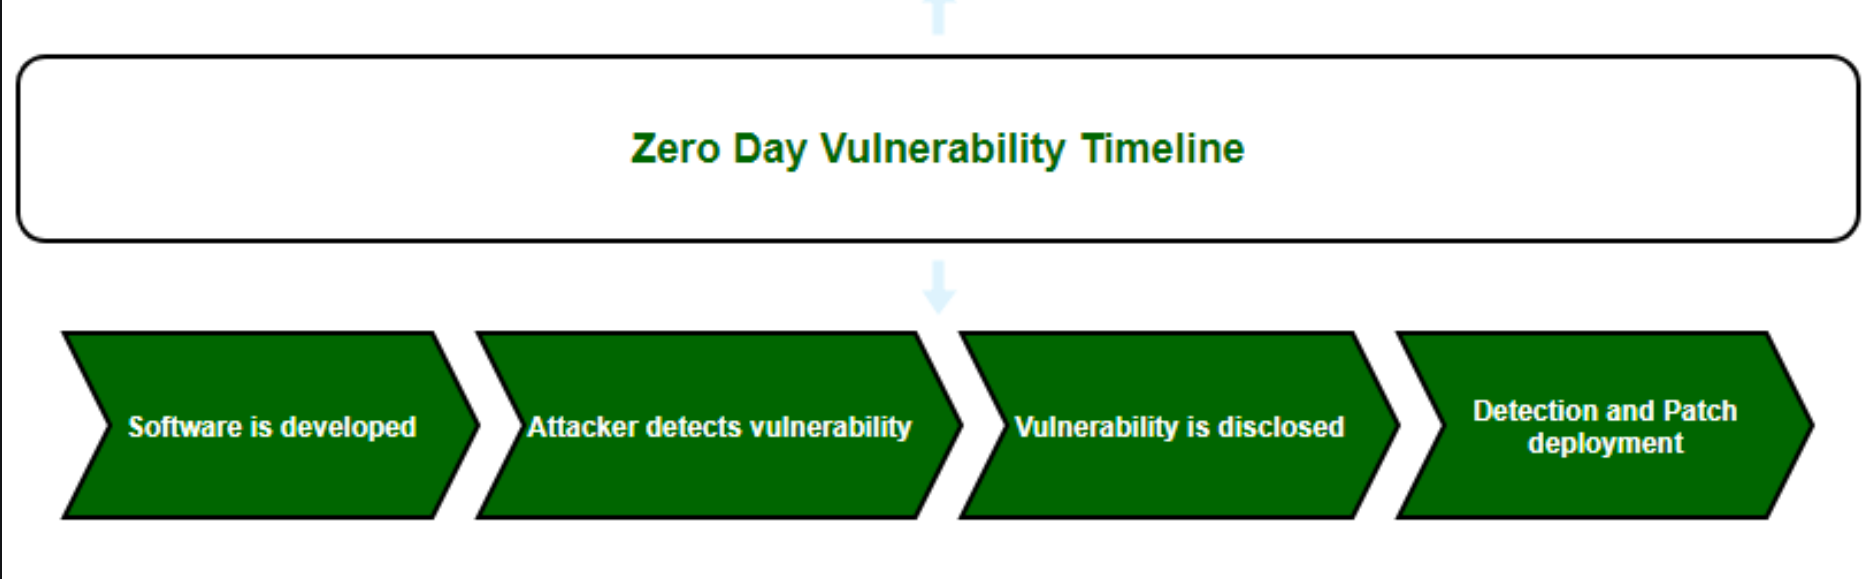 Zero Day Vulnerability Timeline
Software is developed
Attacker detects vulnerability
Vulnerability is disclosed
Detection and Patch
deployment